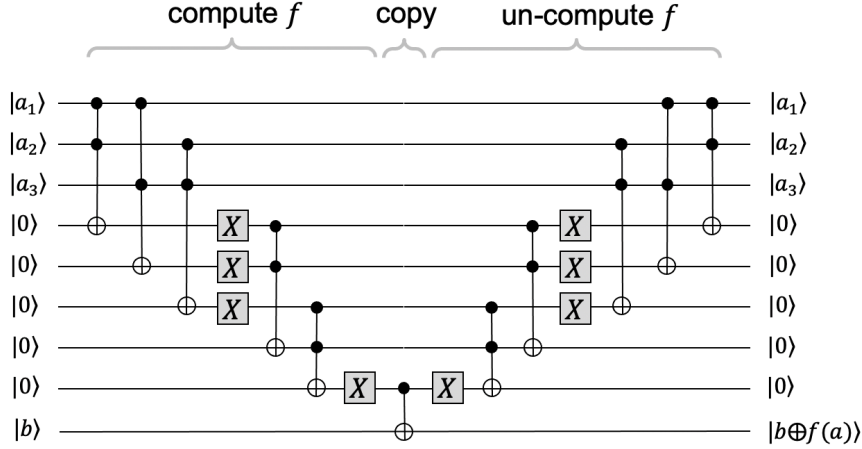 compute f copy un-compute f
|a₁⟩ |a₁⟩
|a₂⟩ |a₂⟩
|a₃⟩ |a₃⟩
|0⟩ X X |0⟩
|0⟩ X X |0⟩
|0⟩ X X |0⟩
|0⟩ |0⟩
|0⟩ X X |0⟩
|b⟩ |b⊕f(a)⟩